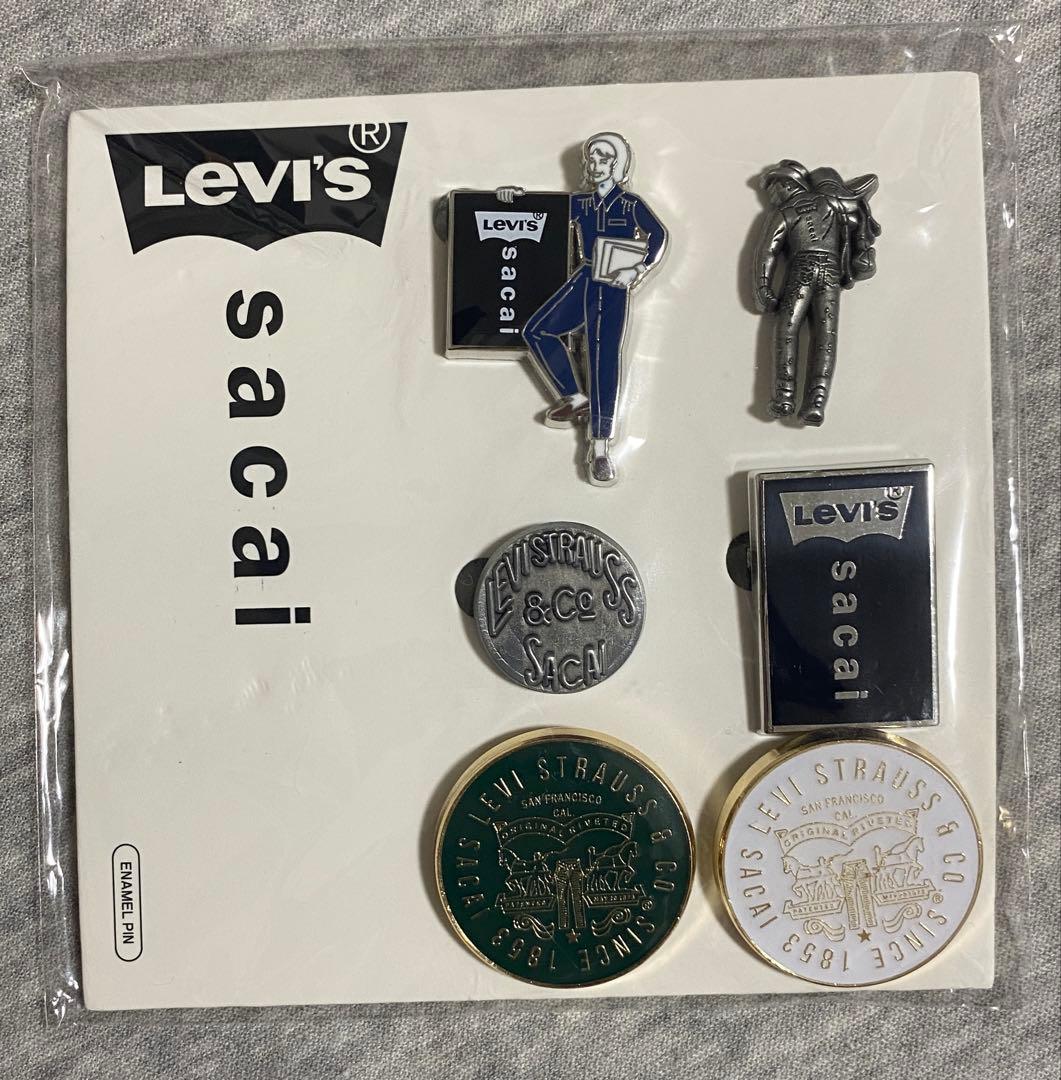 LEVI'S®
sacai
LEVI'S®
sacai
sacai
LEVI STRAUSS
&Co
SACAI
LEVI'S®
sacai
LEVI STRAUSS & CO® SINCE 1853 SACAI
SAN FRANCISCO
CAL.
ORIGINAL RIVETED
LEVI STRAUSS & CO® SINCE 1853 SACAI
SAN FRANCISCO
CAL.
ORIGINAL RIVETED
ENAMEL PIN